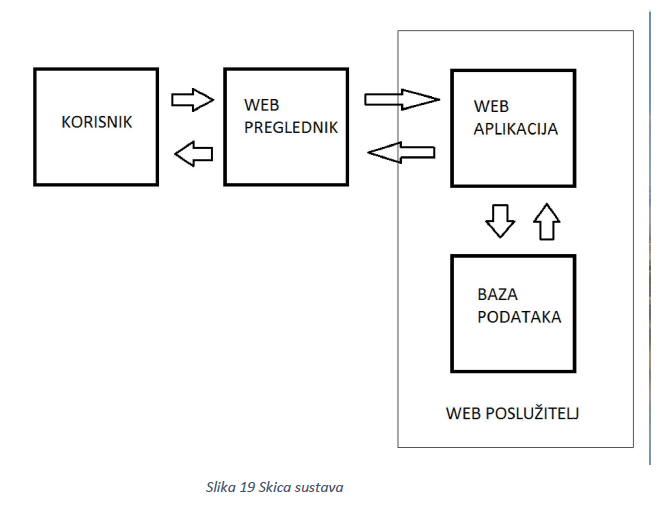 KORISNIK
WEB
PREGLEDNIK
WEB
APLIKACIJA
BAZA
PODATAKA
WEB POSLUŽITELJ
Slika 19 Skica sustava